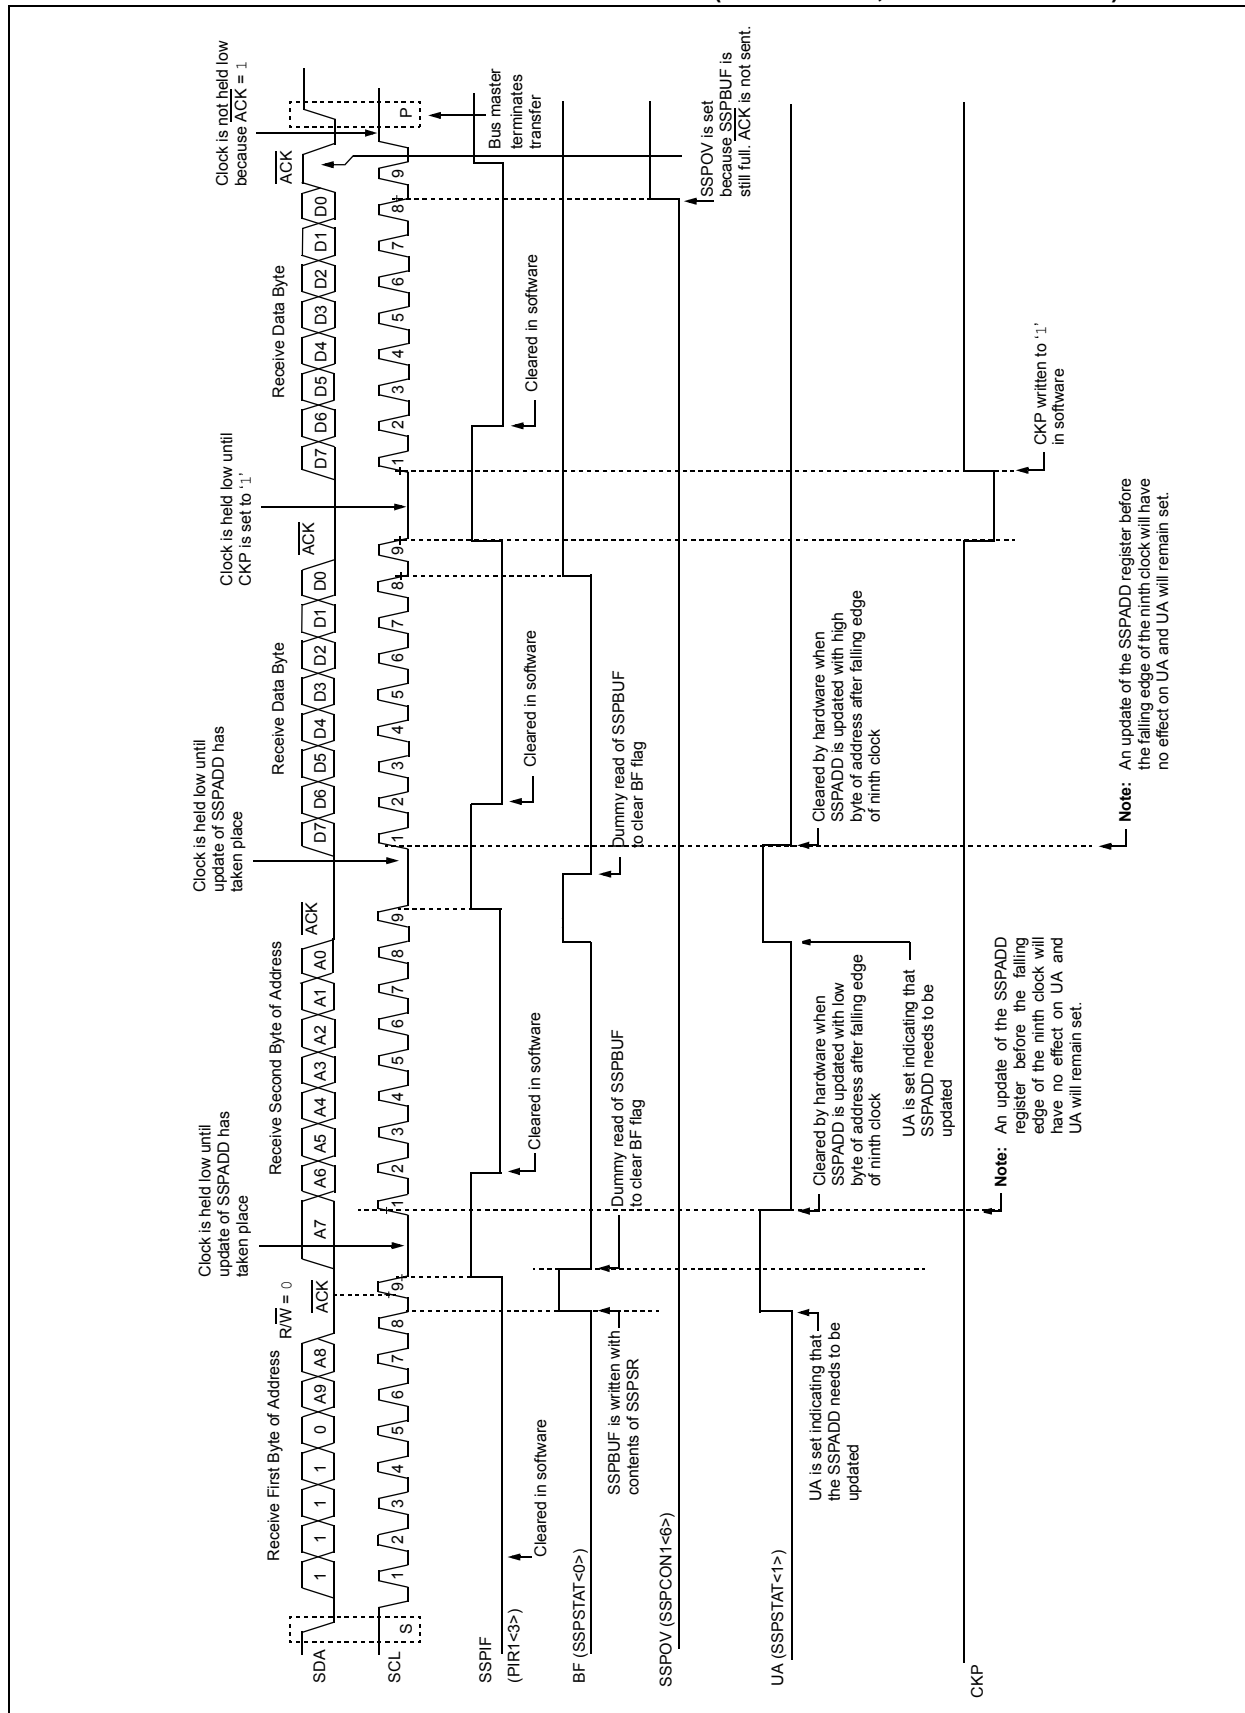 Clock is not held low
because ACK = 1
ACK
Receive Data Byte
D7 D6 D5 D4 D3 D2 D1 D0
Clock is held low until
CKP is set to ‘1’
ACK
Receive Data Byte
D7 D6 D5 D4 D3 D2 D1 D0
Clock is held low until
update of SSPADD has
taken place
ACK
Receive Second Byte of Address
A7 A6 A5 A4 A3 A2 A1 A0
Clock is held low until
update of SSPADD has
taken place
R/W = 0
ACK
Receive First Byte of Address
1 1 1 1 0 A9 A8
SDA
SCL
S
1 2 3 4 5 6 7 8 9
1 2 3 4 5 6 7 8 9
1 2 3 4 5 6 7 8 9
1 2 3 4 5 6 7 8 9
P
Bus master
terminates
transfer
SSPIF
(PIR1<3>)
Cleared in software
Cleared in software
Cleared in software
Cleared in software
BF (SSPSTAT<0>)
SSPBUF is written with
contents of SSPSR
Dummy read of SSPBUF
to clear BF flag
Dummy read of SSPBUF
to clear BF flag
SSPOV (SSPCON1<6>)
SSPOV is set
because SSPBUF is
still full. ACK is not sent.
UA (SSPSTAT<1>)
UA is set indicating that
the SSPADD needs to be
updated
Cleared by hardware when
SSPADD is updated with low
byte of address after falling edge
of ninth clock
UA is set indicating that
SSPADD needs to be
updated
Cleared by hardware when
SSPADD is updated with high
byte of address after falling edge
of ninth clock
CKP
CKP written to ‘1’
in software
Note: An update of the SSPADD
register before the falling
edge of the ninth clock will
have no effect on UA and
UA will remain set.
Note: An update of the SSPADD register before
the falling edge of the ninth clock will have
no effect on UA and UA will remain set.